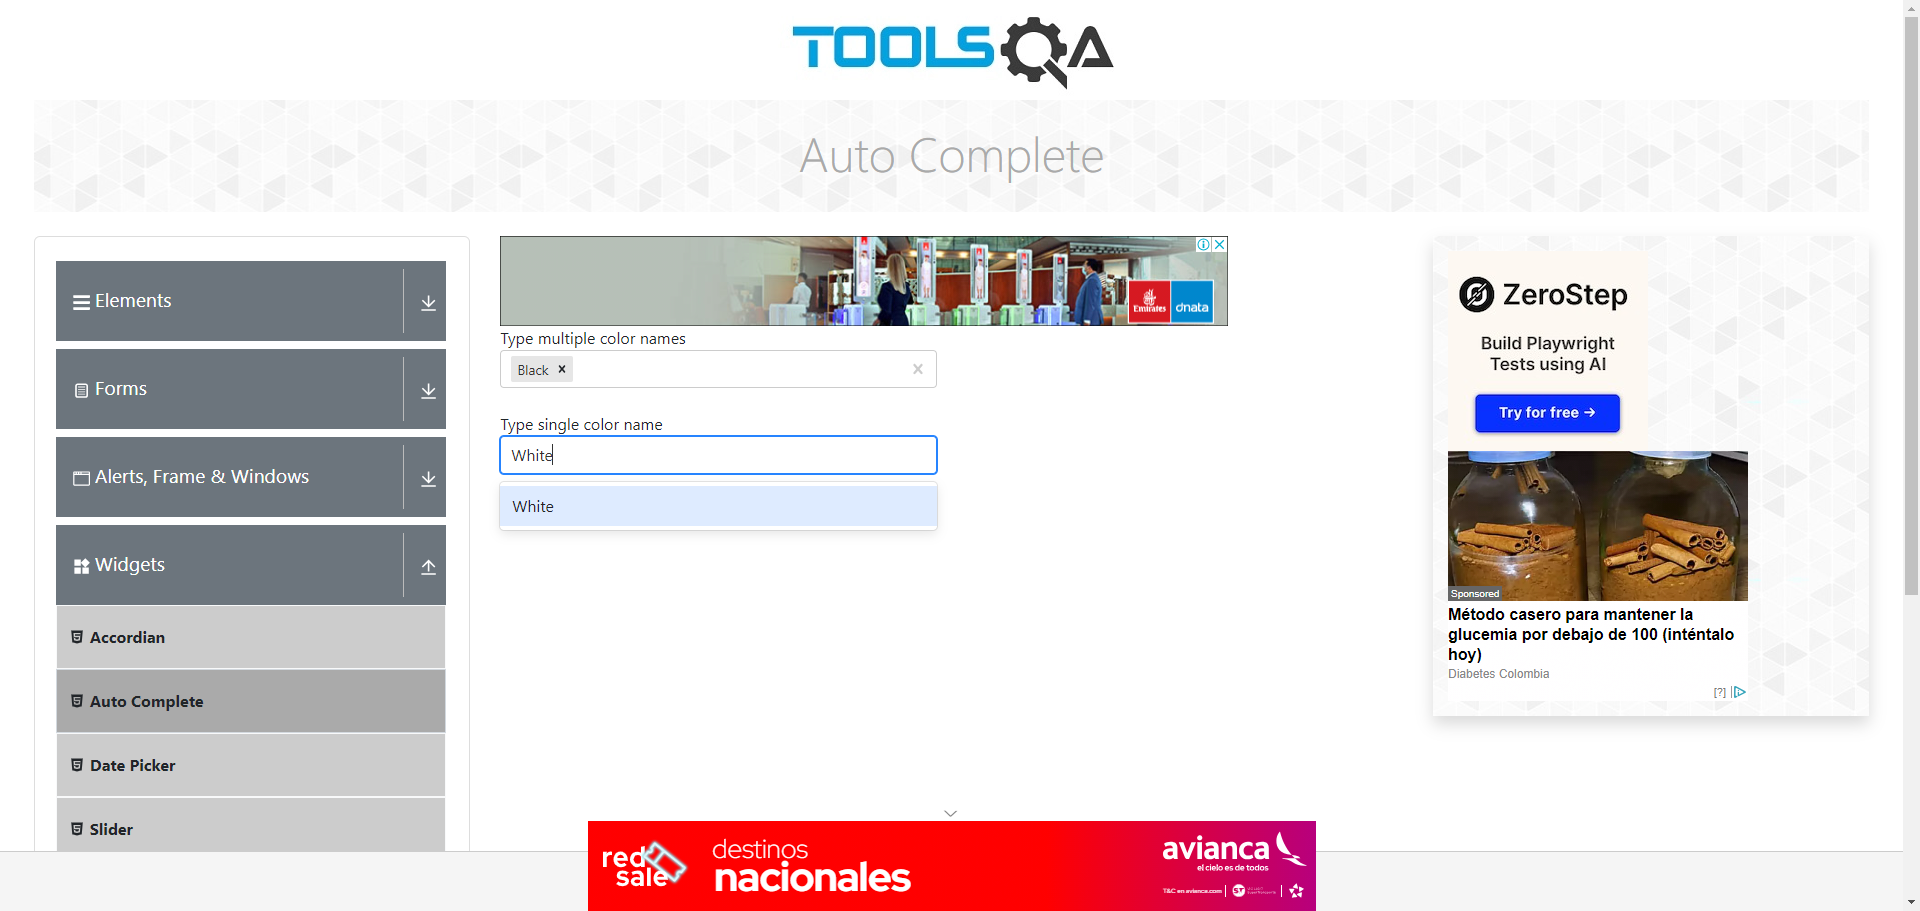 TOOLSQA
Auto Complete
Elements
Forms
Alerts, Frame & Windows
Widgets
Accordian
Auto Complete
Date Picker
Slider
Emirates
dnata
Type multiple color names
Black ×
Type single color name
White
White
ZeroStep
Build Playwright
Tests using AI
Try for free →
Sponsored
Método casero para mantener la
glucemia por debajo de 100 (inténtalo
hoy)
Diabetes Colombia
[?]
red
sale
destinos
nacionales
avianca
el cielo es de todos
T&C en avianca.com